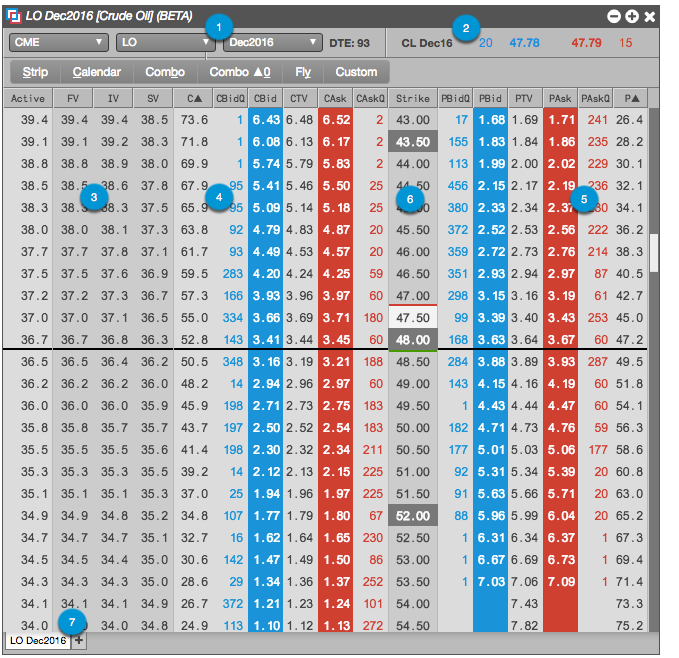 LO Dec2016 [Crude Oil] (BETA)
1 2
CME LO Dec2016 DTE: 93 CL Dec16 20 47.78 47.79 15
Strip Calendar Combo Combo ▲0 Fly Custom
Active FV IV SV C▲ CBidQ CBid CTV CAsk CAskQ Strike PBidQ PBid PTV PAsk PAskQ P▲
39.4 39.4 39.4 38.5 73.6 1 6.43 6.48 6.52 2 43.00 17 1.68 1.69 1.71 241 26.4
39.1 39.1 39.2 38.3 71.8 1 6.08 6.13 6.17 2 43.50 155 1.83 1.84 1.86 235 28.2
38.8 38.8 38.9 38.0 69.9 1 5.74 5.79 5.83 2 44.00 113 1.99 2.00 2.02 229 30.1
38.5 38.5 38.6 37.8 67.9 95 5.41 5.46 5.50 25 44.50 456 2.15 2.17 2.19 236 32.1
3 4 6 5
38.3 38.3 37.5 65.9 95 5.09 5.14 5.18 25 380 2.33 2.34 34.1
38.0 38.0 38.1 37.3 63.8 92 4.79 4.83 4.87 20 45.50 372 2.52 2.53 2.56 222 36.2
37.7 37.7 37.8 37.1 61.7 93 4.49 4.53 4.57 20 46.00 359 2.72 2.73 2.76 214 38.3
37.5 37.5 37.6 36.9 59.5 283 4.20 4.24 4.25 59 46.50 351 2.93 2.94 2.97 87 40.5
37.2 37.2 37.3 36.7 57.3 166 3.93 3.96 3.97 60 47.00 298 3.15 3.16 3.19 61 42.7
37.0 37.0 37.1 36.5 55.0 334 3.66 3.69 3.71 180 47.50 99 3.39 3.40 3.43 253 45.0
36.7 36.7 36.8 36.3 52.8 143 3.41 3.44 3.45 60 48.00 168 3.63 3.64 3.67 60 47.2
36.5 36.5 36.4 36.2 50.5 348 3.16 3.19 3.21 188 48.50 284 3.88 3.89 3.93 287 49.5
36.2 36.2 36.2 36.0 48.2 14 2.94 2.96 2.97 60 49.00 143 4.15 4.16 4.19 60 51.8
36.0 36.0 36.0 35.9 45.9 198 2.71 2.73 2.75 183 49.50 1 4.43 4.44 4.47 60 54.1
35.8 35.8 35.7 35.7 43.7 197 2.50 2.52 2.54 183 50.00 182 4.71 4.73 4.76 59 56.3
35.5 35.5 35.5 35.6 41.4 198 2.30 2.32 2.34 211 50.50 177 5.01 5.03 5.06 177 58.6
35.3 35.3 35.3 35.5 39.2 14 2.12 2.13 2.15 225 51.00 92 5.31 5.34 5.39 20 60.8
35.1 35.1 35.1 35.3 37.0 25 1.94 1.96 1.97 225 51.50 91 5.63 5.66 5.71 20 63.0
34.9 34.9 34.8 35.2 34.8 107 1.77 1.79 1.80 67 52.00 88 5.96 5.99 6.04 20 65.2
34.7 34.7 34.7 35.1 32.7 16 1.62 1.64 1.65 230 52.50 1 6.31 6.34 6.37 1 67.3
34.5 34.5 34.4 35.0 30.6 142 1.47 1.49 1.50 86 53.00 1 6.67 6.69 6.73 1 69.4
34.3 34.3 34.3 35.0 28.6 29 1.34 1.36 1.37 252 53.50 1 7.03 7.06 7.09 1 71.4
34.1 34.1 34.1 34.9 26.7 372 1.21 1.23 1.24 101 54.00 7.43 73.3
34.0 34.0 34.8 24.9 113 1.10 1.12 1.13 272 54.50 7.82 75.2
7
LO Dec2016 +